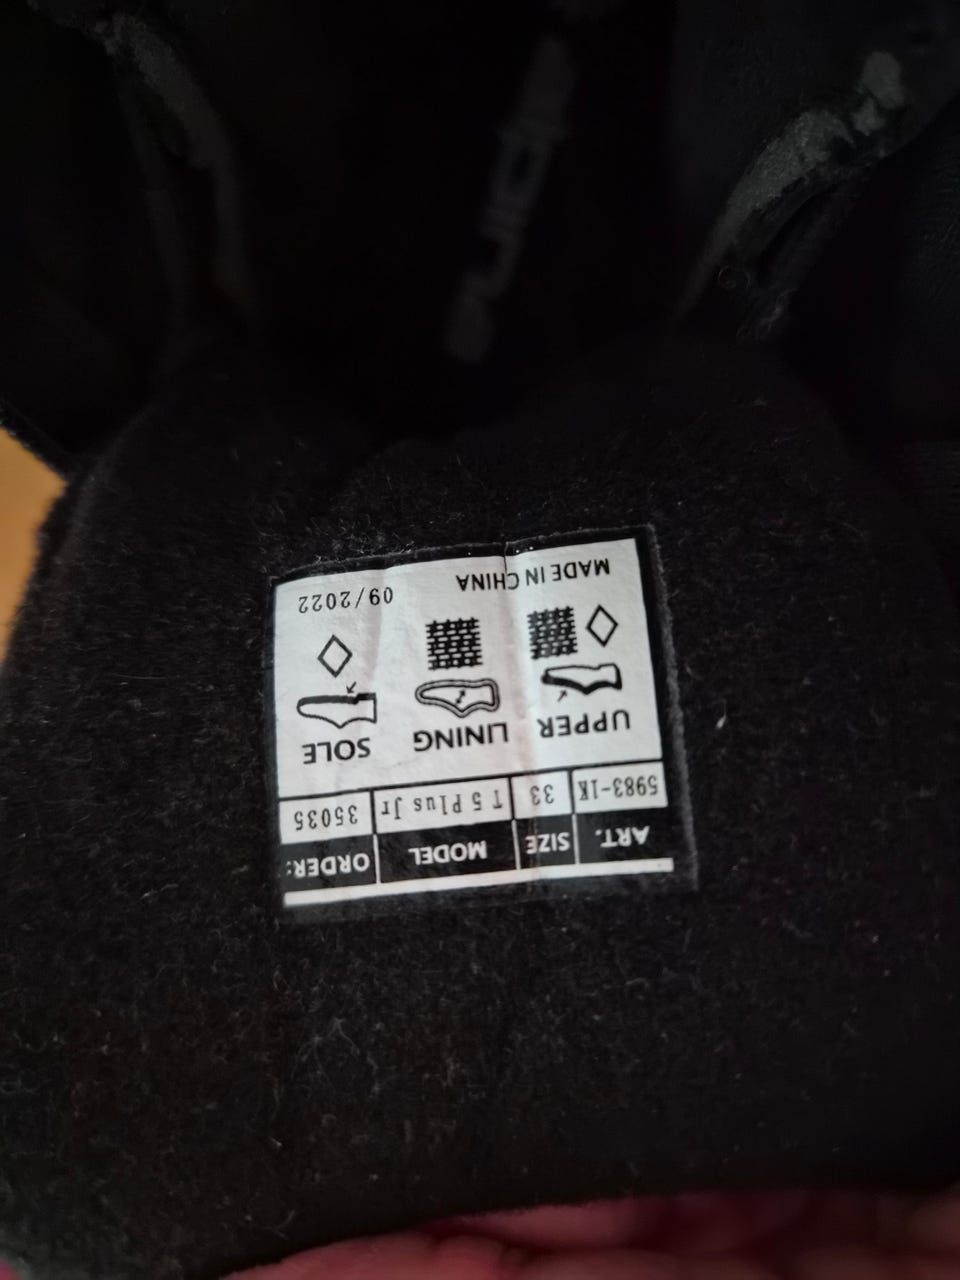 ART. SIZE MODEL ORDER:
5983-1K 33 T 5 Plus Jr 35035
UPPER LINING SOLE
MADE IN CHINA 09/2022